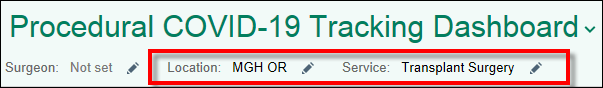 Procedural COVID-19 Tracking Dashboard
Surgeon: Not set Location: MGH OR Service: Transplant Surgery